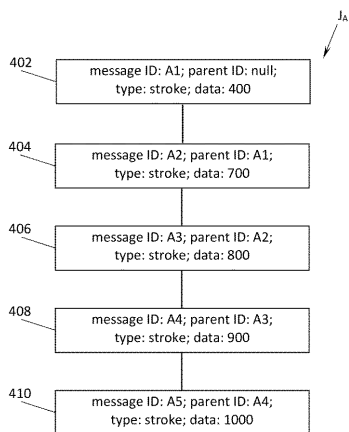 J_A
402
message ID: A1; parent ID: null;
type: stroke; data: 400
404
message ID: A2; parent ID: A1;
type: stroke; data: 700
406
message ID: A3; parent ID: A2;
type: stroke; data: 800
408
message ID: A4; parent ID: A3;
type: stroke; data: 900
410
message ID: A5; parent ID: A4;
type: stroke; data: 1000